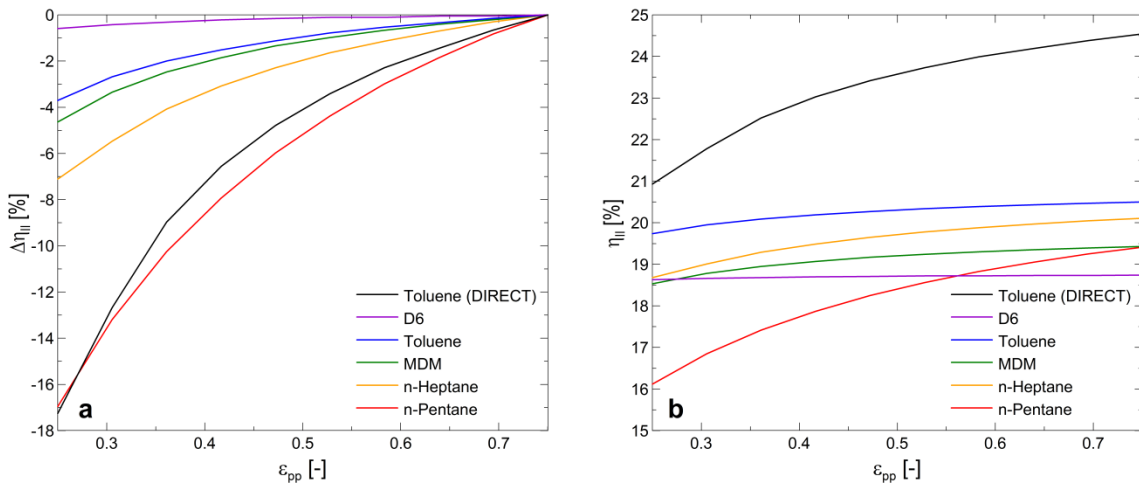 0
-2
-4
-6
-8
-10
-12
-14
-16
-18
Δη_II [%]
0.3
0.4
0.5
0.6
0.7
ε_pp [-]
Toluene (DIRECT)
D6
Toluene
MDM
n-Heptane
n-Pentane
a
25
24
23
22
21
20
19
18
17
16
15
η_II [%]
0.3
0.4
0.5
0.6
0.7
ε_pp [-]
Toluene (DIRECT)
D6
Toluene
MDM
n-Heptane
n-Pentane
b